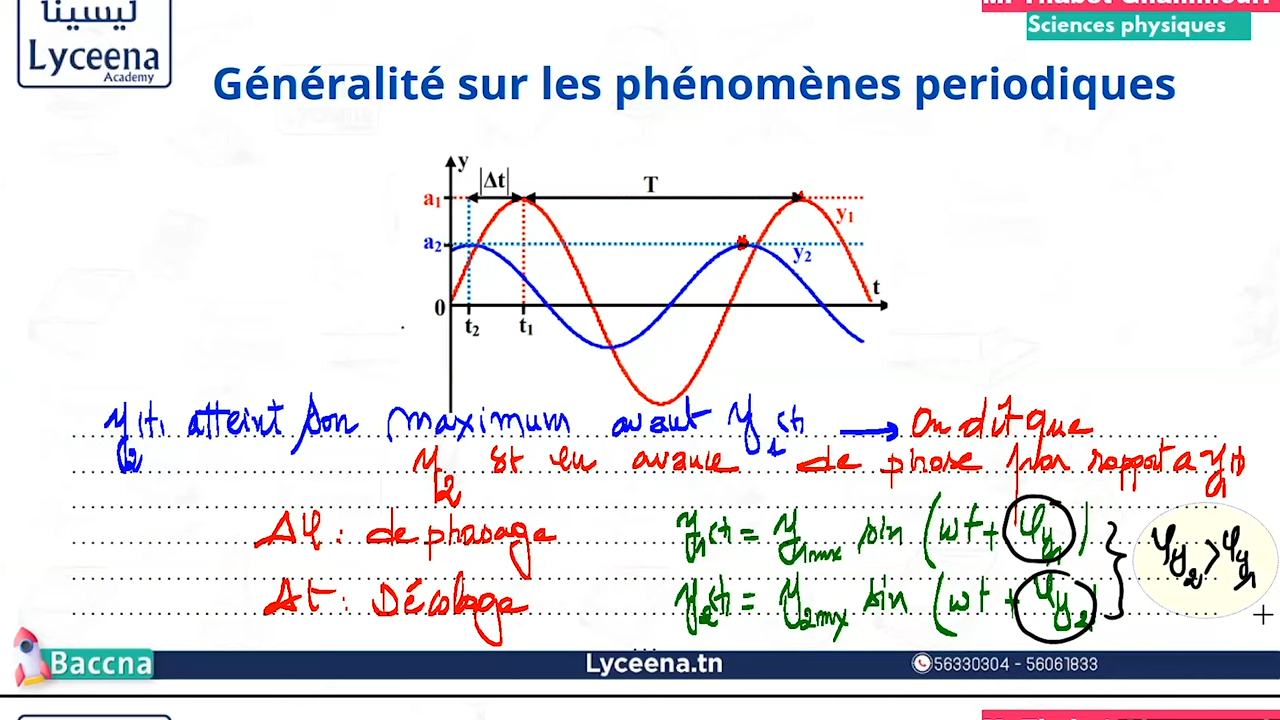 ليسينا
Lyceena
Academy
Sciences physiques
Généralité sur les phénomènes periodiques
y
|Δt|
T
a₁
y₁
a₂
y₂
t
0
t₂
t₁
y₂(t) atteint son maximum avant y₁(t) → On dit que
y₂ est en avance de phase par rapport a y₁(t)
Δφ : dephasage
y₁(t) = y₁max sin (wt + φy₁)
φy₂ > φy₁
Δt : Décalage
y₂(t) = y₂max sin (wt + φy₂)
Baccna
Lyceena.tn
56330304 - 56061833